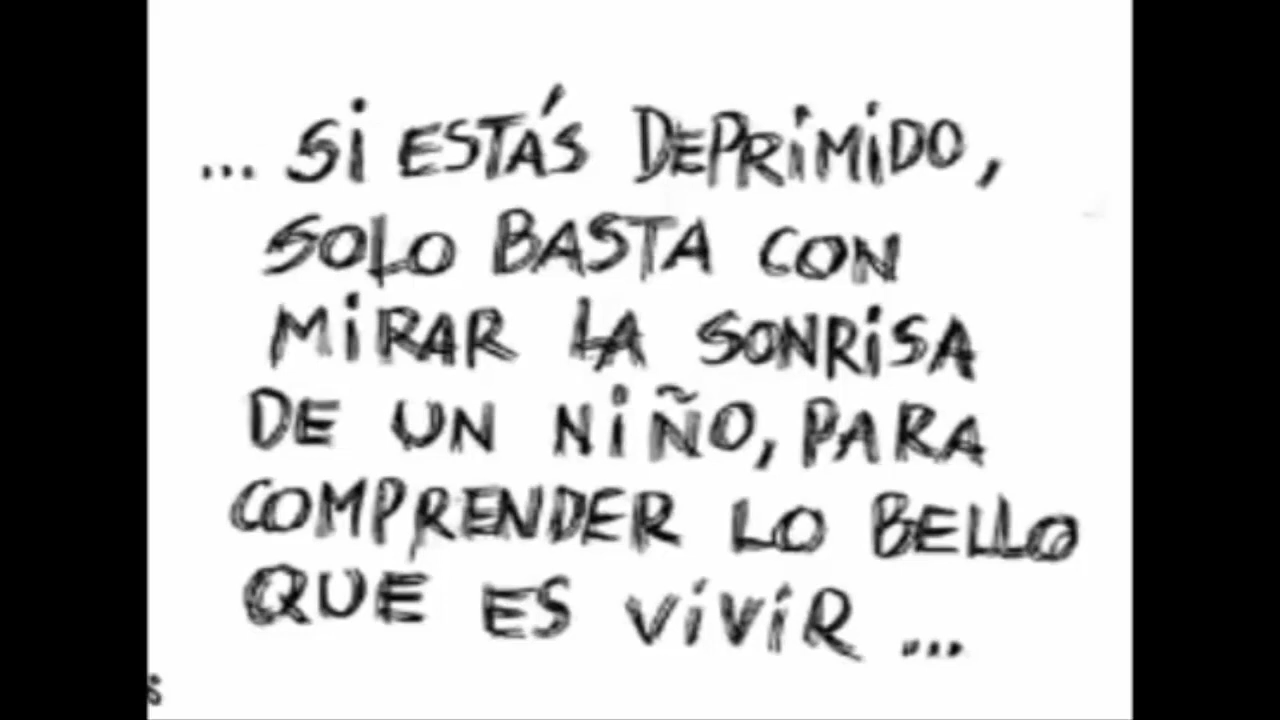 ... Si ESTÁS DEPRiMiDO,
SOLO BASTA CON
MiRAR LA SONRiSA
DE UN NiÑO, PARA
COMPRENDER LO BELLO
QUE ES ViViR ...
s